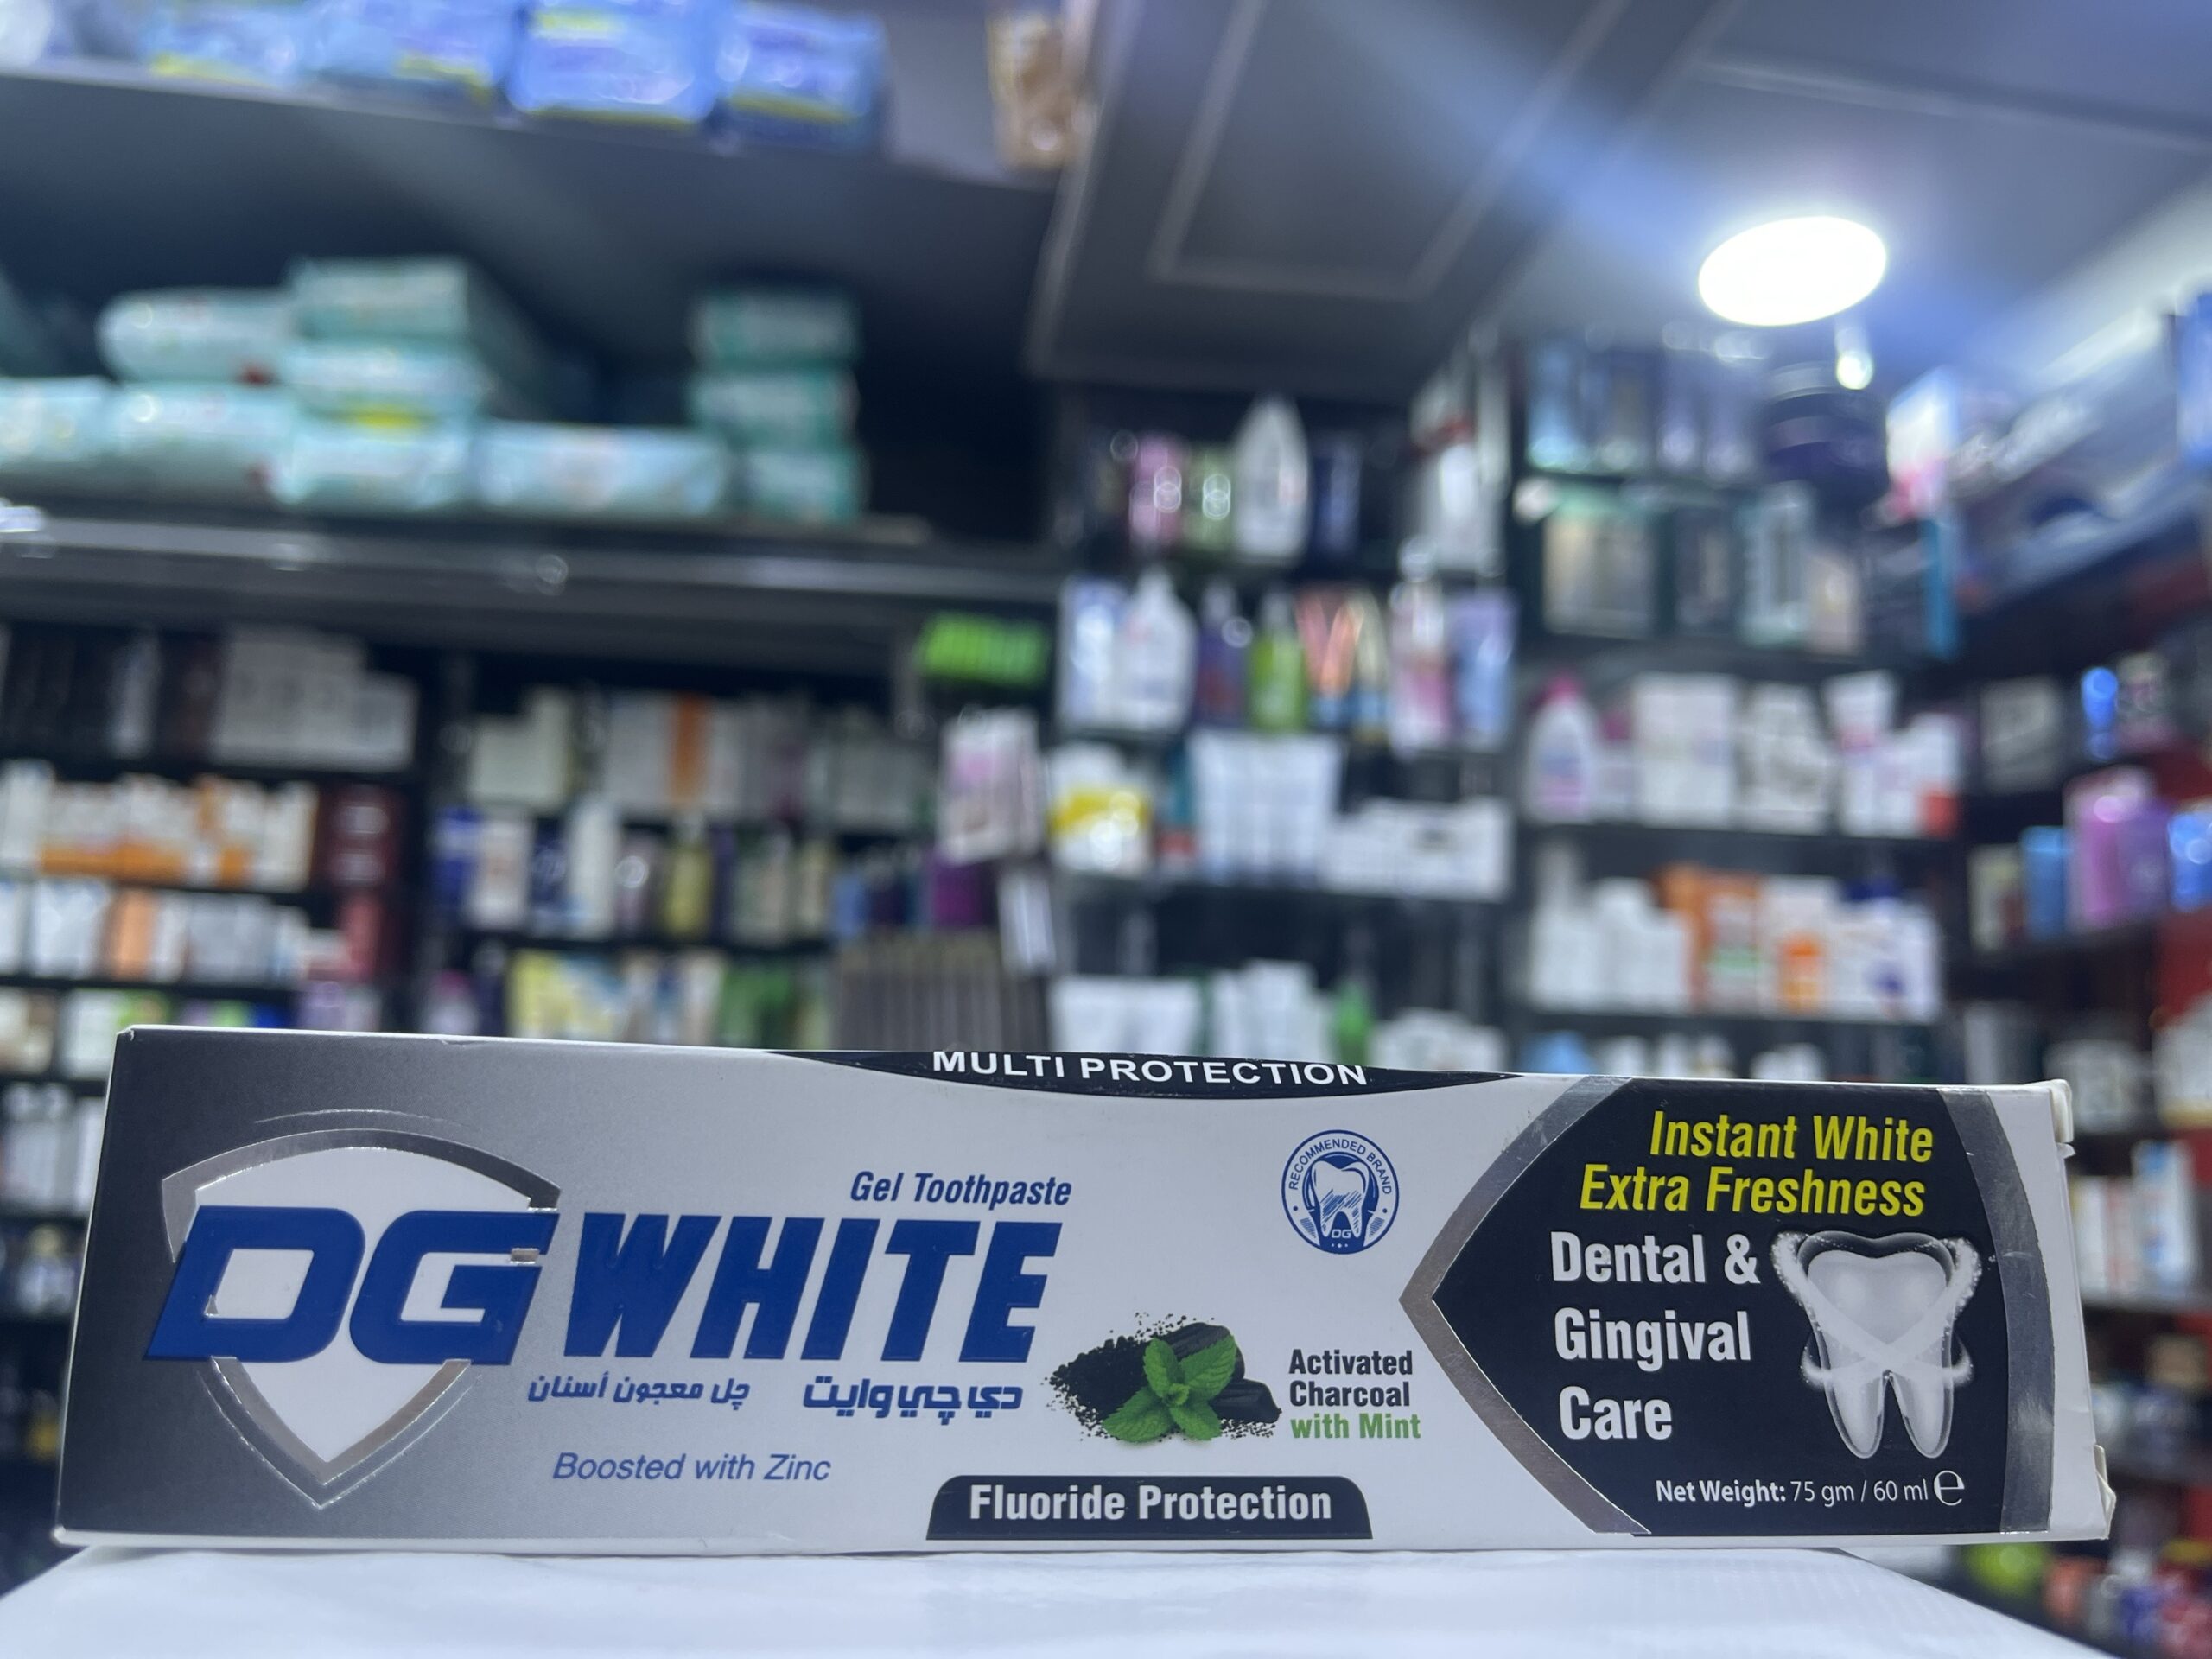 MULTI PROTECTION
Gel Toothpaste
DG WHITE
دي چي وايت
چل معجون أسنان
Boosted with Zinc
RECOMMENDED BRAND
DG
Activated
Charcoal
with Mint
Fluoride Protection
Instant White
Extra Freshness
Dental &
Gingival
Care
Net Weight: 75 gm / 60 ml ℮